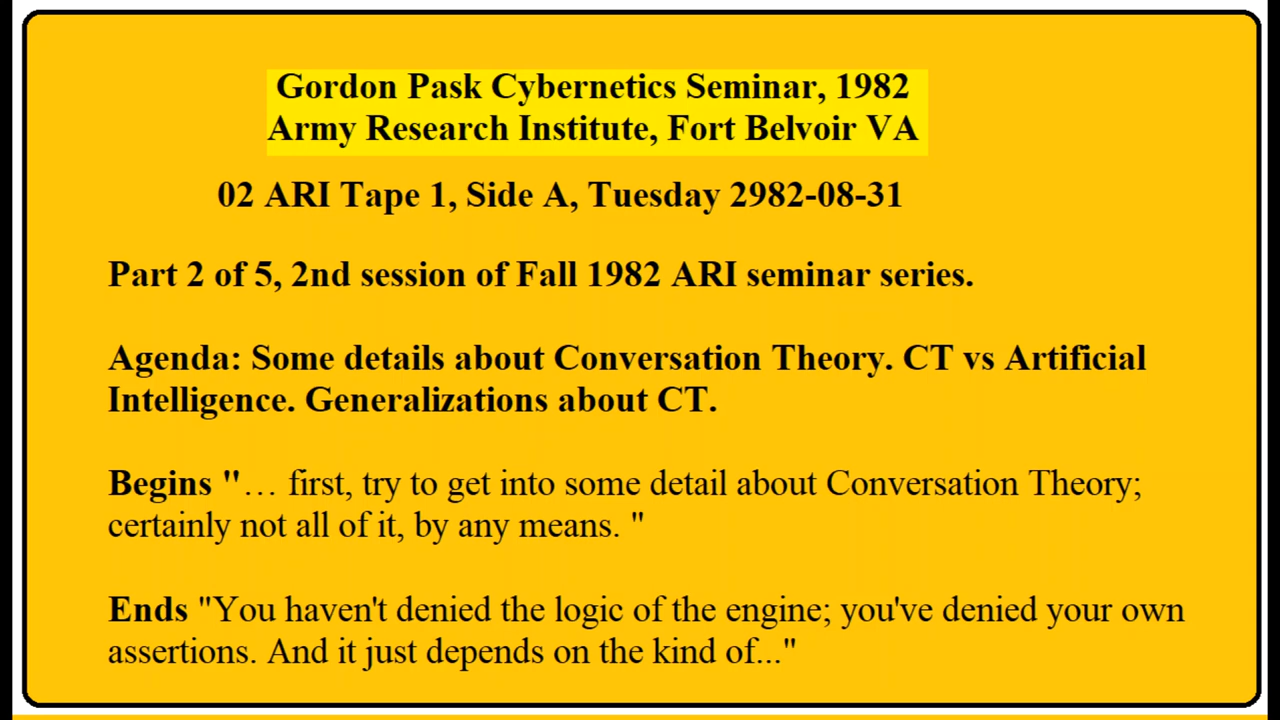 Gordon Pask Cybernetics Seminar, 1982
Army Research Institute, Fort Belvoir VA
02 ARI Tape 1, Side A, Tuesday 2982-08-31
Part 2 of 5, 2nd session of Fall 1982 ARI seminar series.
Agenda: Some details about Conversation Theory. CT vs Artificial
Intelligence. Generalizations about CT.
Begins "… first, try to get into some detail about Conversation Theory;
certainly not all of it, by any means. "
Ends "You haven't denied the logic of the engine; you've denied your own
assertions. And it just depends on the kind of..."